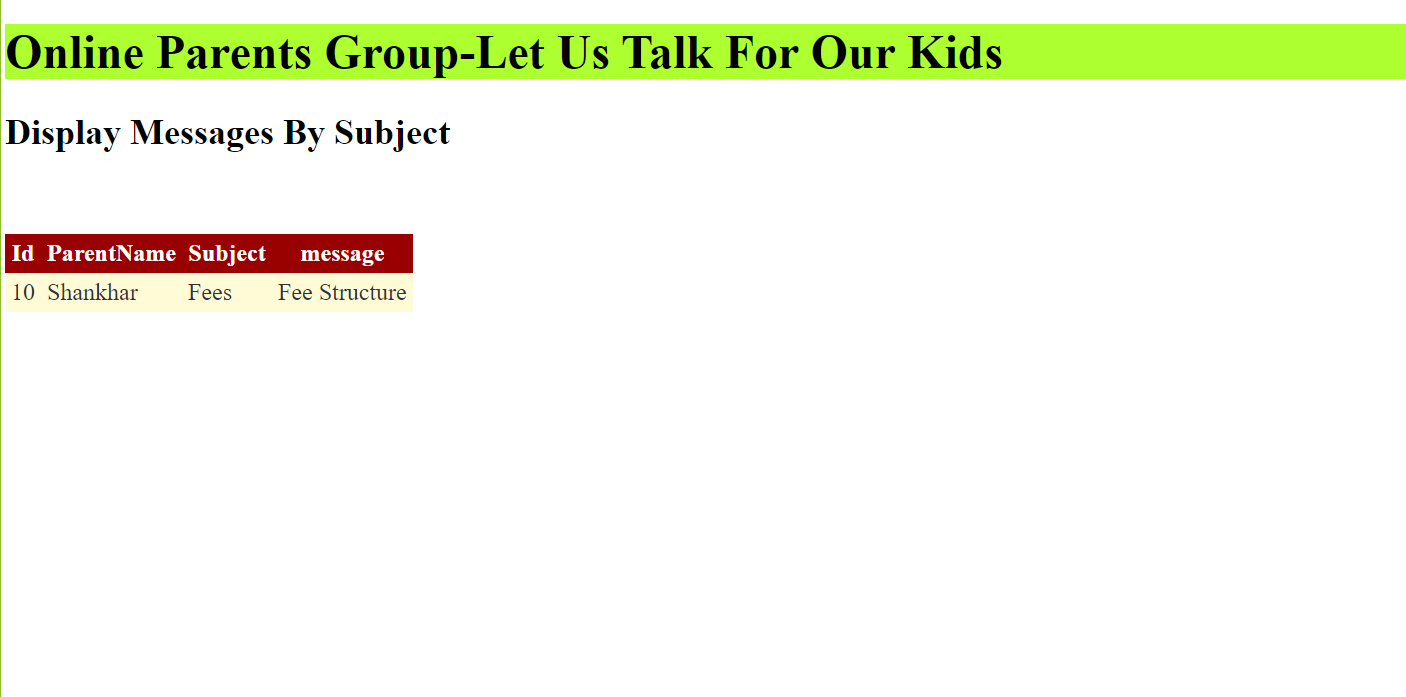 Online Parents Group-Let Us Talk For Our Kids
Display Messages By Subject
Id ParentName Subject message
10 Shankhar Fees Fee Structure